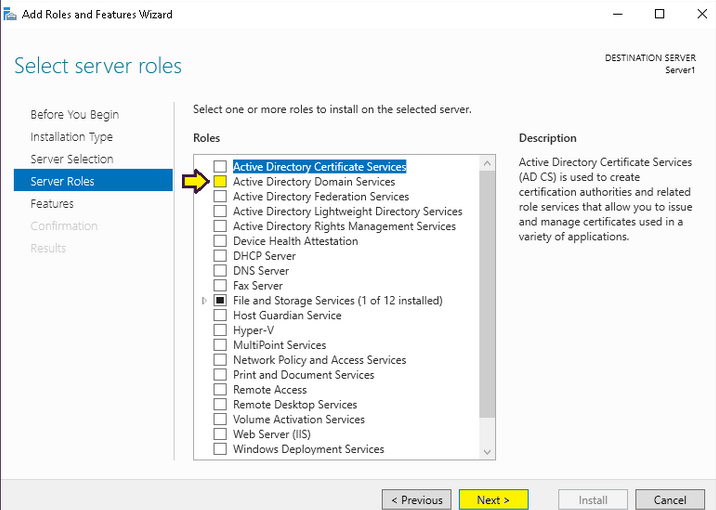 Add Roles and Features Wizard
Select server roles
DESTINATION SERVER
Server1
Before You Begin
Installation Type
Server Selection
Server Roles
Features
Confirmation
Results
Select one or more roles to install on the selected server.
Roles
Active Directory Certificate Services
Active Directory Domain Services
Active Directory Federation Services
Active Directory Lightweight Directory Services
Active Directory Rights Management Services
Device Health Attestation
DHCP Server
DNS Server
Fax Server
File and Storage Services (1 of 12 installed)
Host Guardian Service
Hyper-V
MultiPoint Services
Network Policy and Access Services
Print and Document Services
Remote Access
Remote Desktop Services
Volume Activation Services
Web Server (IIS)
Windows Deployment Services
Description
Active Directory Certificate Services
(AD CS) is used to create
certification authorities and related
role services that allow you to issue
and manage certificates used in a
variety of applications.
< Previous
Next >
Install
Cancel